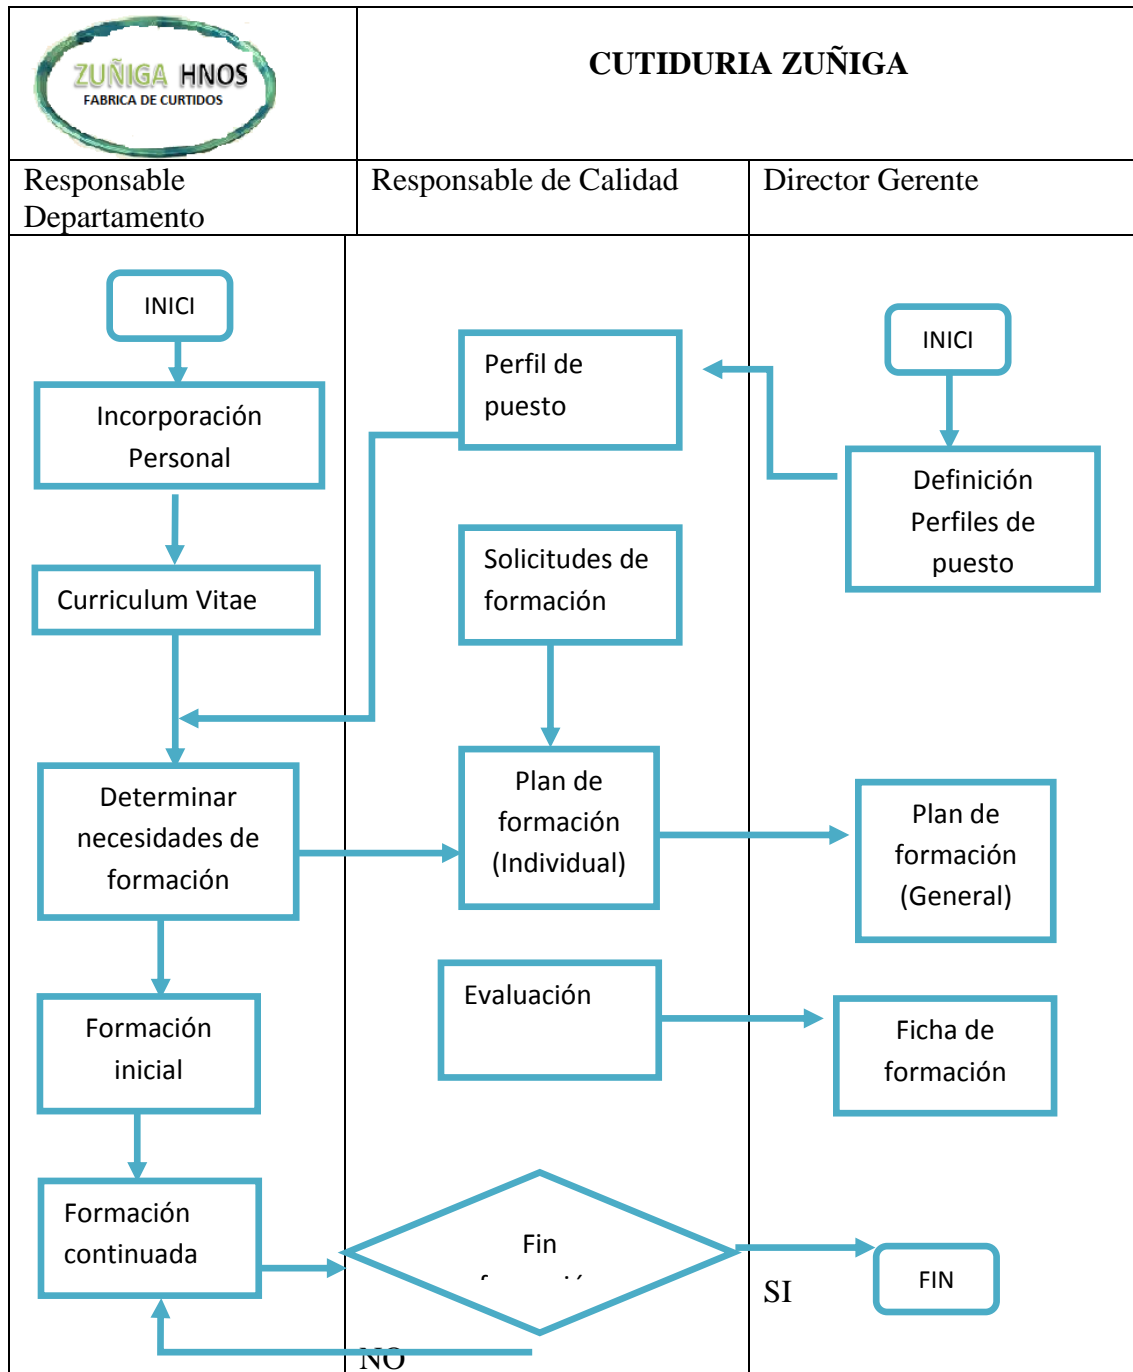 ZUÑIGA HNOS
FABRICA DE CURTIDOS
CUTIDURIA ZUÑIGA
Responsable
Departamento
Responsable de Calidad
Director Gerente
INICI
Incorporación
Personal
Curriculum Vitae
Determinar
necesidades de
formación
Formación
inicial
Formación
continuada
Perfil de
puesto
Solicitudes de
formación
Plan de
formación
(Individual)
Evaluación
Fin
NO
INICI
Definición
Perfiles de
puesto
Plan de
formación
(General)
Ficha de
formación
SI
FIN